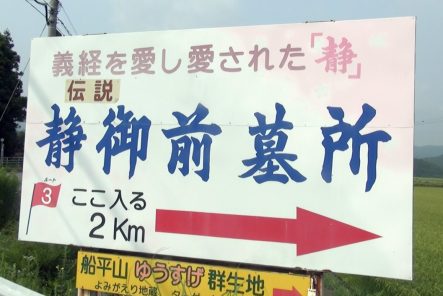 義経を愛し愛された「静」
伝説
静御前墓所
ルート
3
ここ入る
2Km
船平山ゆうすげ群生地
よみがえり地蔵